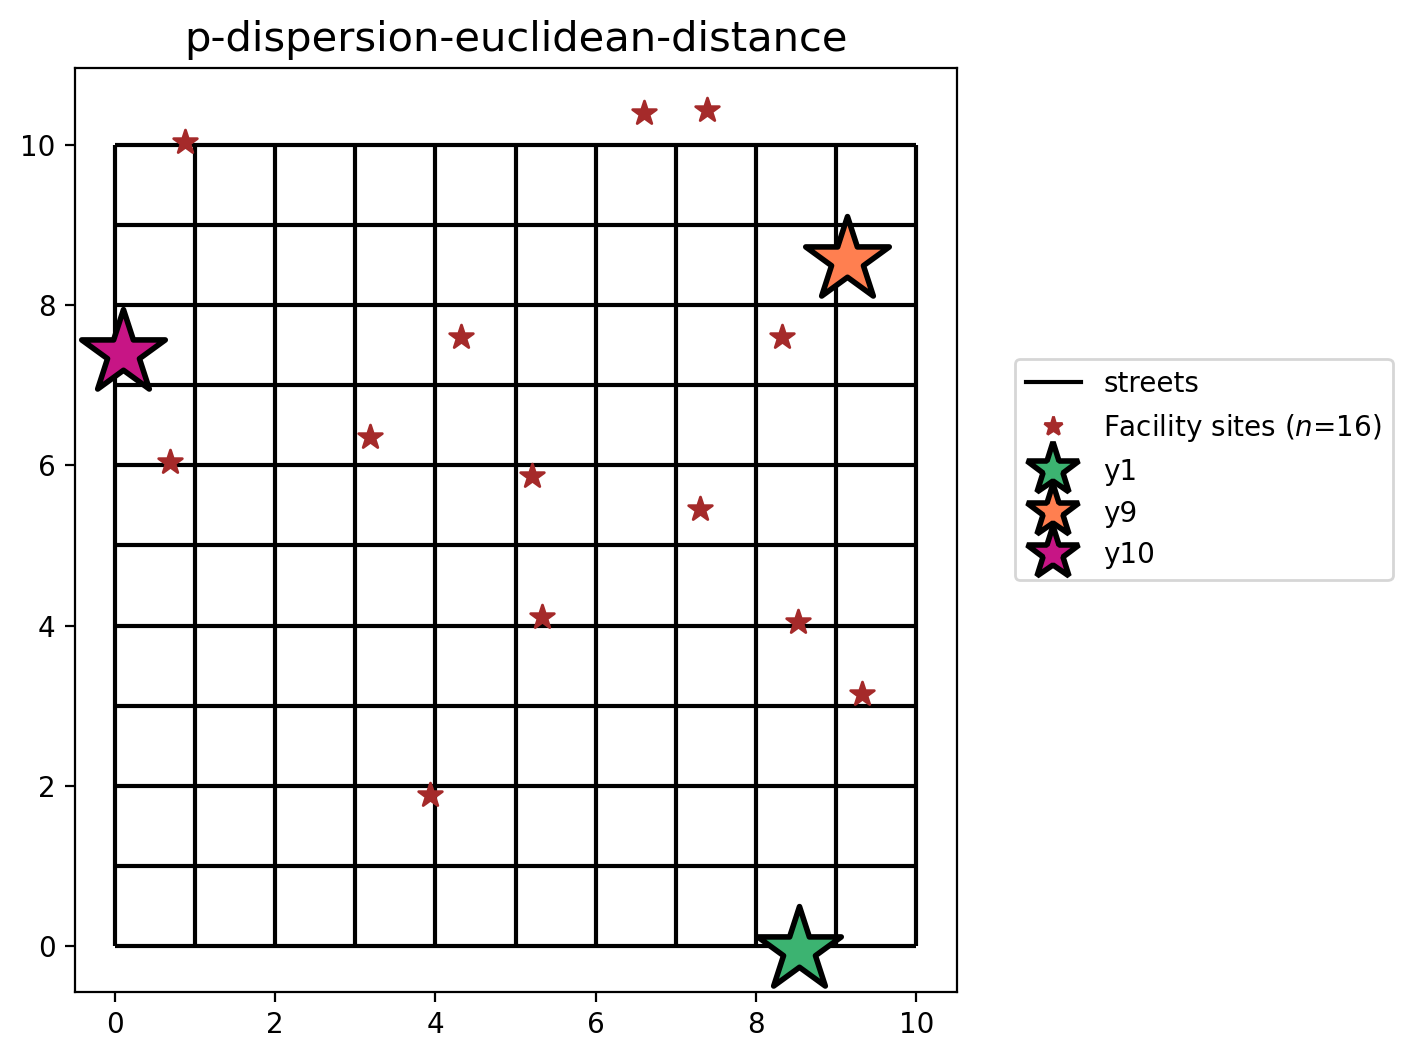 p-dispersion-euclidean-distance
10
8
6
4
2
0
0 2 4 6 8 10
streets
Facility sites (n=16)
y1
y9
y10